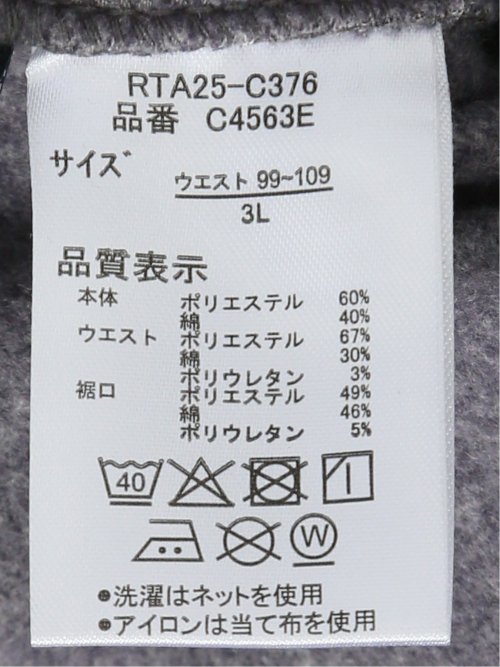 RTA25-C376
品番 C4563E
サイズ
ウエスト 99~109
3L
品質表示
本体 ポリエステル 60%
綿 40%
ウエスト ポリエステル 67%
綿 30%
ポリウレタン 3%
裾口 ポリエステル 49%
綿 46%
ポリウレタン 5%
40
W
●洗濯はネットを使用
●アイロンは当て布を使用